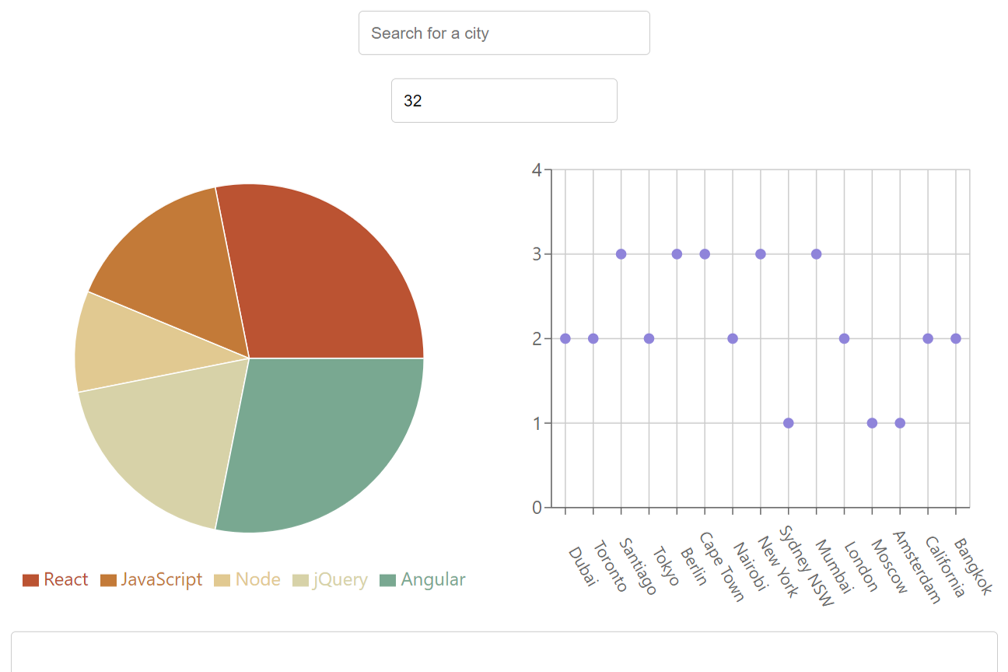 Search for a city
32
4
3
2
1
0
Dubai
Toronto
Santiago
Tokyo
Berlin
Cape Town
Nairobi
New York
Sydney NSW
Mumbai
London
Moscow
Amsterdam
California
Bangkok
React JavaScript Node jQuery Angular